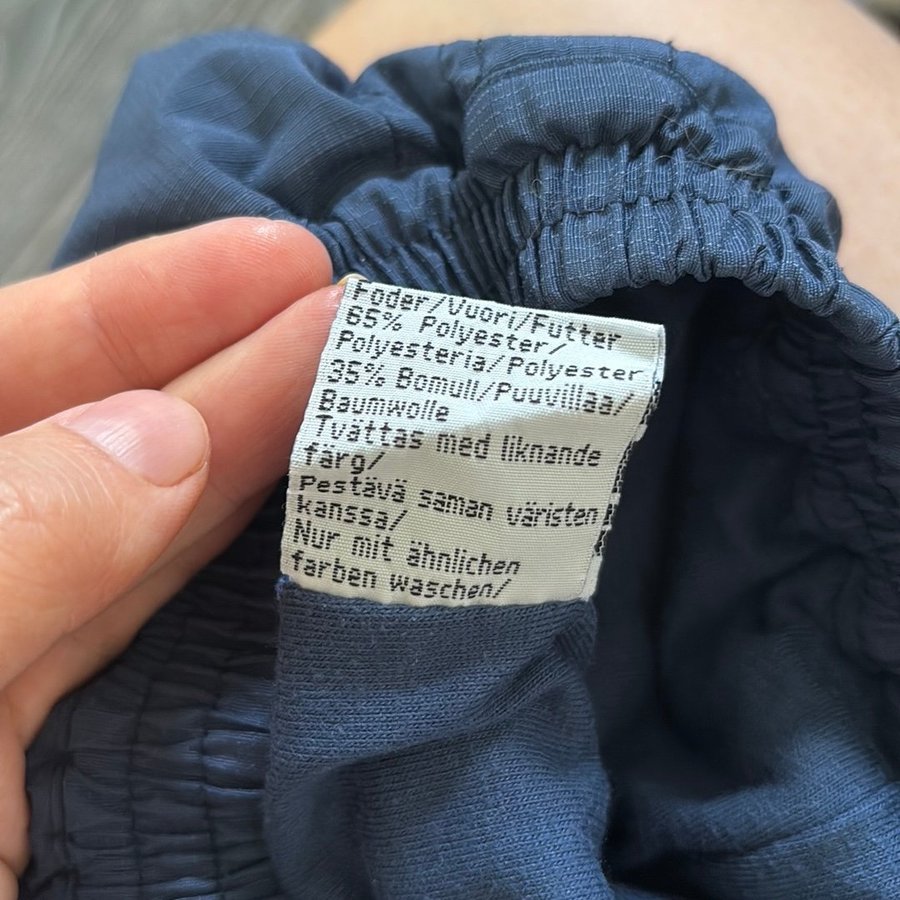 Foder/Vuori/Futter
65% Polyester/
Polyesteria/Polyester
35% Bomull/Puuvillaa/
Baumwolle
Tvättas med liknande
färg/
Pestävä saman väristen
kanssa/
Nur mit ähnlichen
farben waschen/